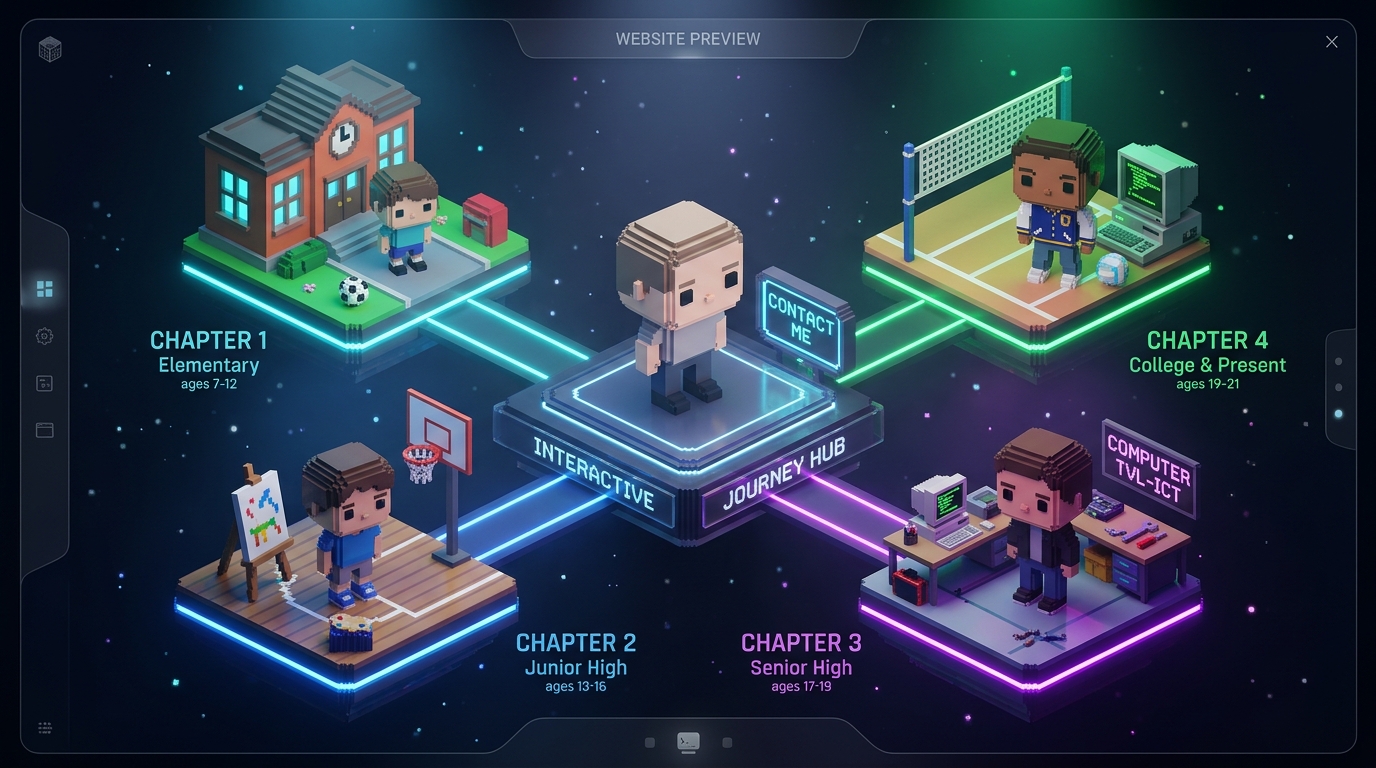 WEBSITE PREVIEW
CHAPTER 1
Elementary
ages 7-12
CONTACT
ME
CHAPTER 4
College & Present
ages 19-21
INTERACTIVE
JOURNEY HUB
COMPUTER
TVL-ICT
CHAPTER 2
Junior High
ages 13-16
CHAPTER 3
Senior High
ages 17-19